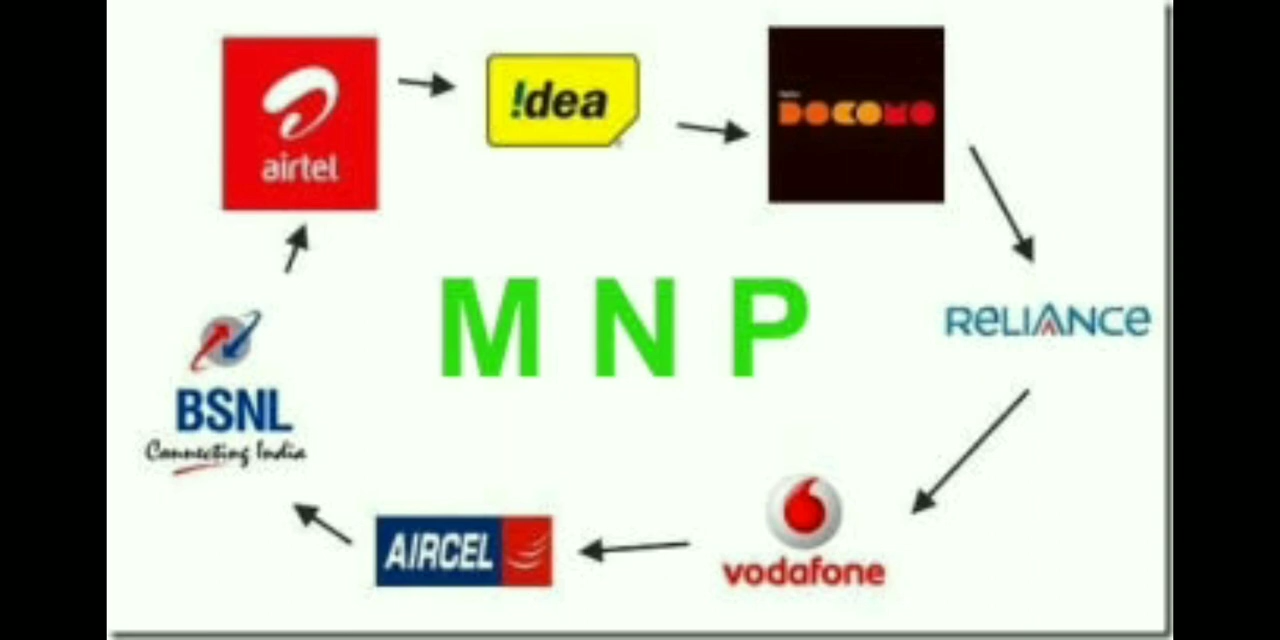 airtel
!dea
DOCOMO
M N P
RELIANCE
BSNL
Connecting India
AIRCEL
vodafone